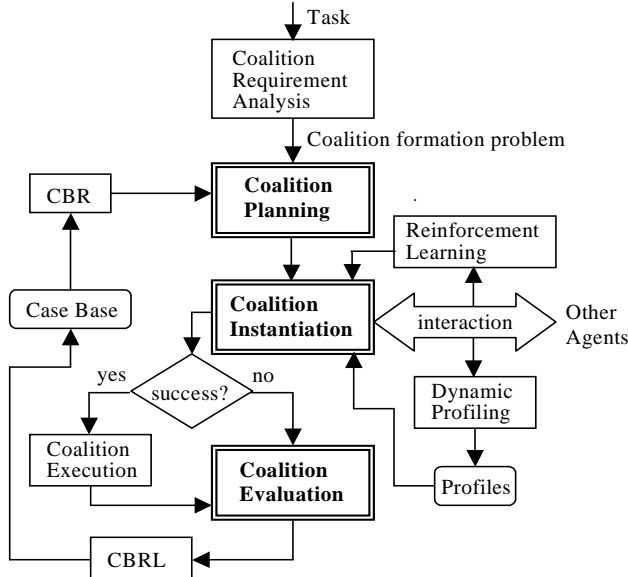 Task
Coalition
Requirement
Analysis
Coalition formation problem
CBR
Coalition
Planning
Reinforcement
Learning
Case Base
Coalition
Instantiation
interaction
Other
Agents
yes
success?
no
Dynamic
Profiling
Coalition
Execution
Coalition
Evaluation
Profiles
CBRL